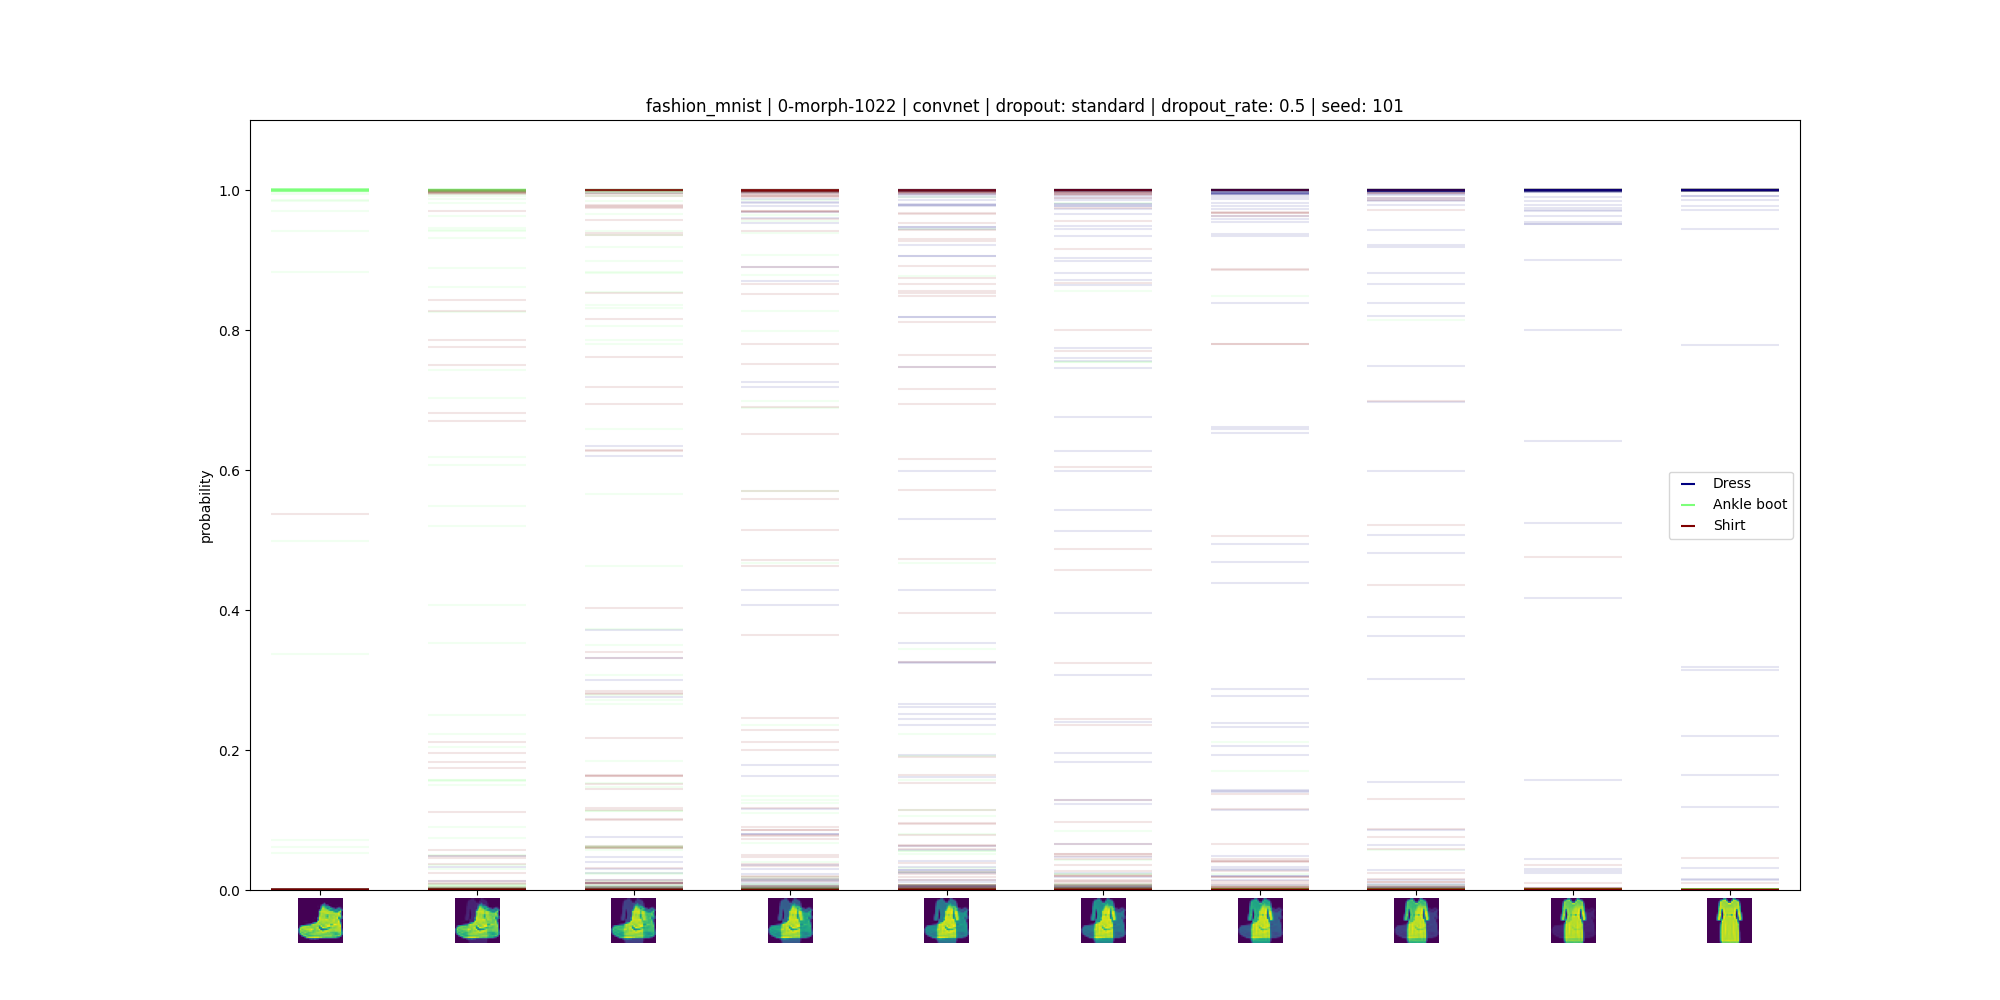 fashion_mnist | 0-morph-1022 | convnet | dropout: standard | dropout_rate: 0.5 | seed: 101
1.0
0.8
0.6
0.4
0.2
0.0
probability
Dress
Ankle boot
Shirt